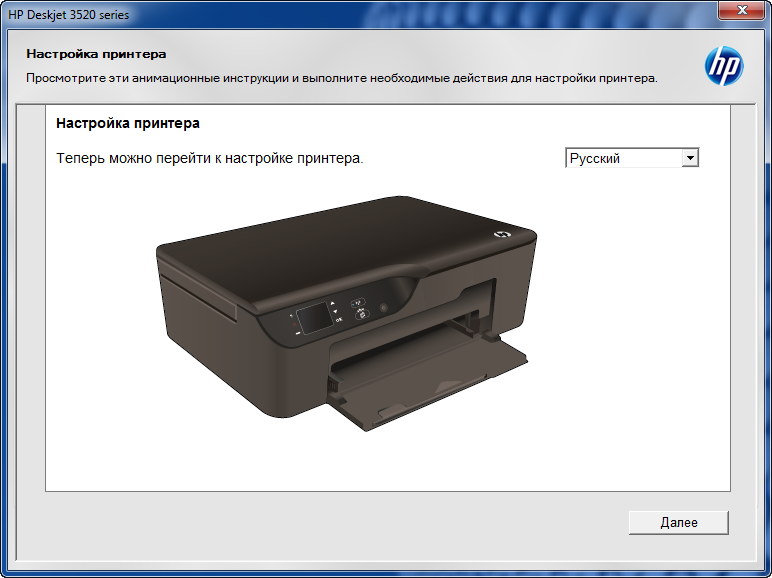 HP Deskjet 3520 series
Настройка принтера
Просмотрите эти анимационные инструкции и выполните необходимые действия для настройки принтера.
hp
Настройка принтера
Теперь можно перейти к настройке принтера.
Русский
OK
Далее